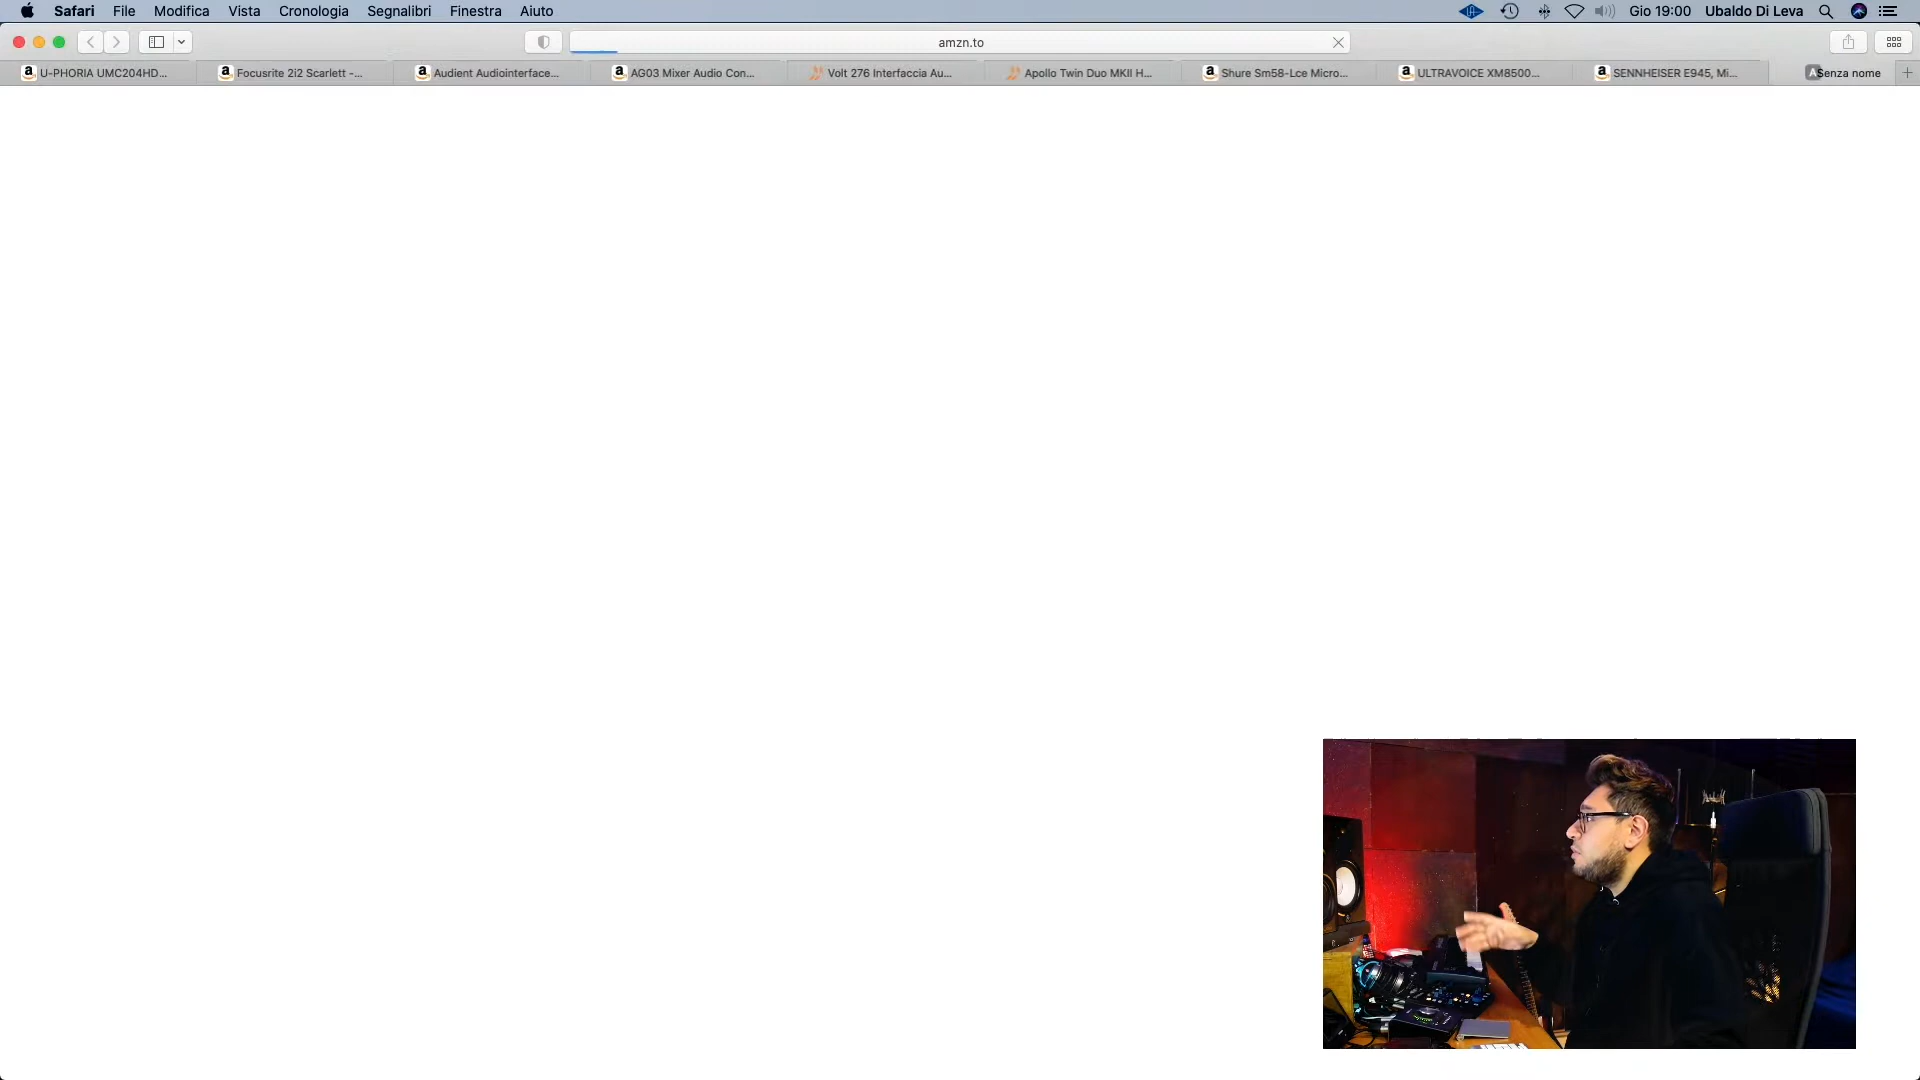 Safari File Modifica Vista Cronologia Segnalibri Finestra Aiuto Gio 19:00 Ubaldo Di Leva
amzn.to
U-PHORIA UMC204HD... Focusrite 2i2 Scarlett -... Audient Audiointerface... AG03 Mixer Audio Con... Volt 276 Interfaccia Au... Apollo Twin Duo MKII H... Shure Sm58-Lce Micro... ULTRAVOICE XM8500... SENNHEISER E945, Mi... A Senza nome